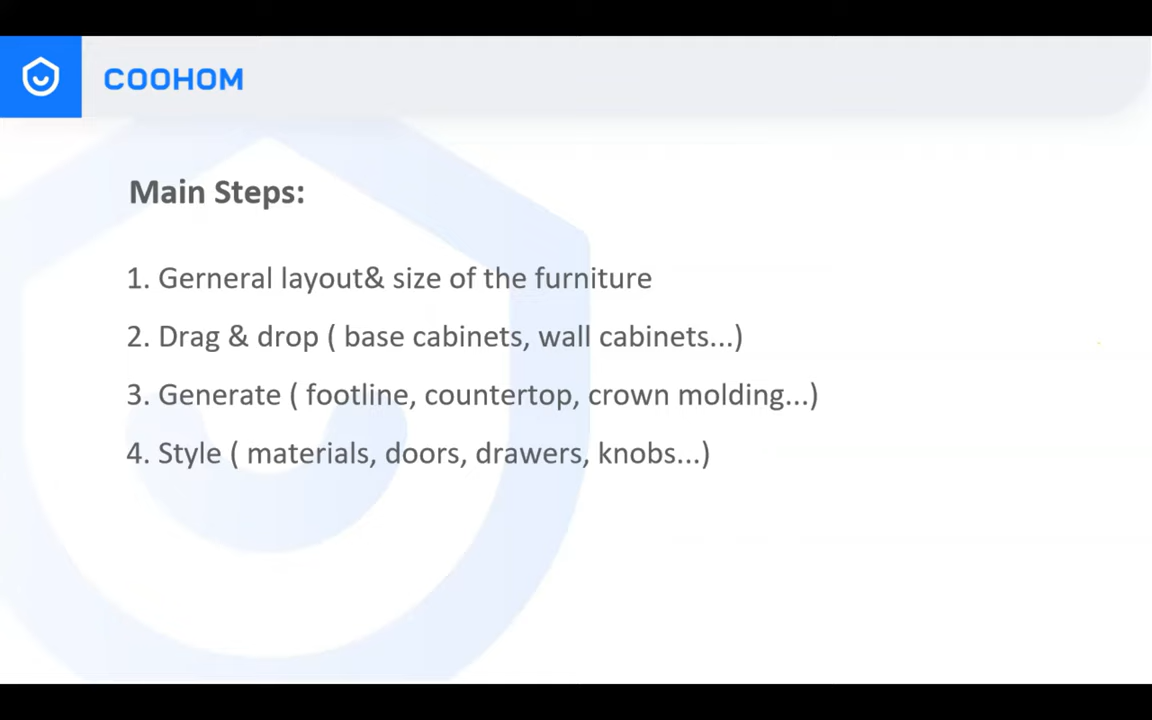 COOHOM
Main Steps:
1. Gerneral layout& size of the furniture
2. Drag & drop ( base cabinets, wall cabinets...)
3. Generate ( footline, countertop, crown molding...)
4. Style ( materials, doors, drawers, knobs...)